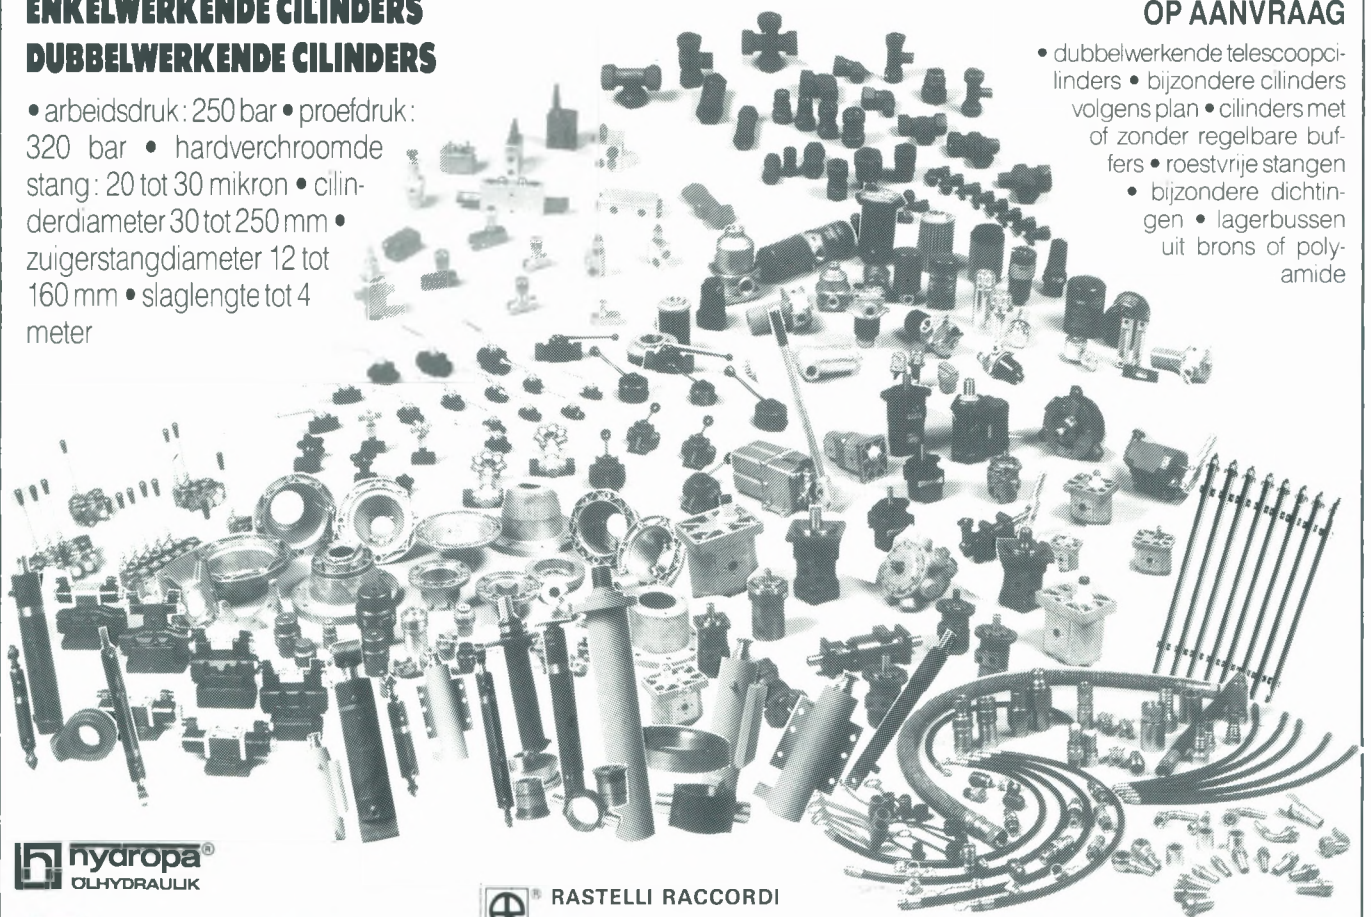 ENKELWERKENDE CILINDERS
DUBBELWERKENDE CILINDERS
• arbeidsdruk : 250 bar • proefdruk :
320 bar • hardverchroomde
stang : 20 tot 30 mikron • cilin-
derdiameter 30 tot 250 mm •
zuigerstangdiameter 12 tot
160 mm • slaglengte tot 4
meter
OP AANVRAAG
• dubbelwerkende telescoopci-
linders • bijzondere cilinders
volgens plan • cilinders met
of zonder regelbare buf-
fers • roestvrije stangen
• bijzondere dichtin-
gen • lagerbussen
uit brons of poly-
amide
hydropa®
ÖLHYDRAULIK
® RASTELLI RACCORDI